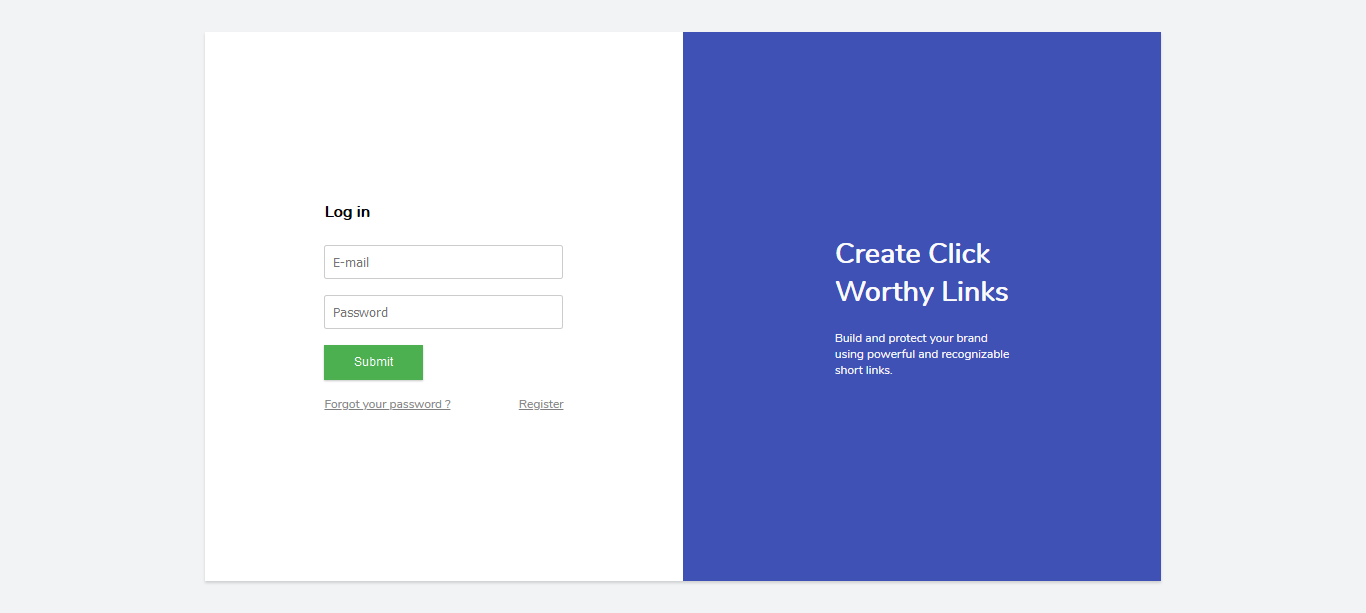 Log in
E-mail
Password
Submit
Forgot your password ?
Register
Create Click
Worthy Links
Build and protect your brand
using powerful and recognizable
short links.